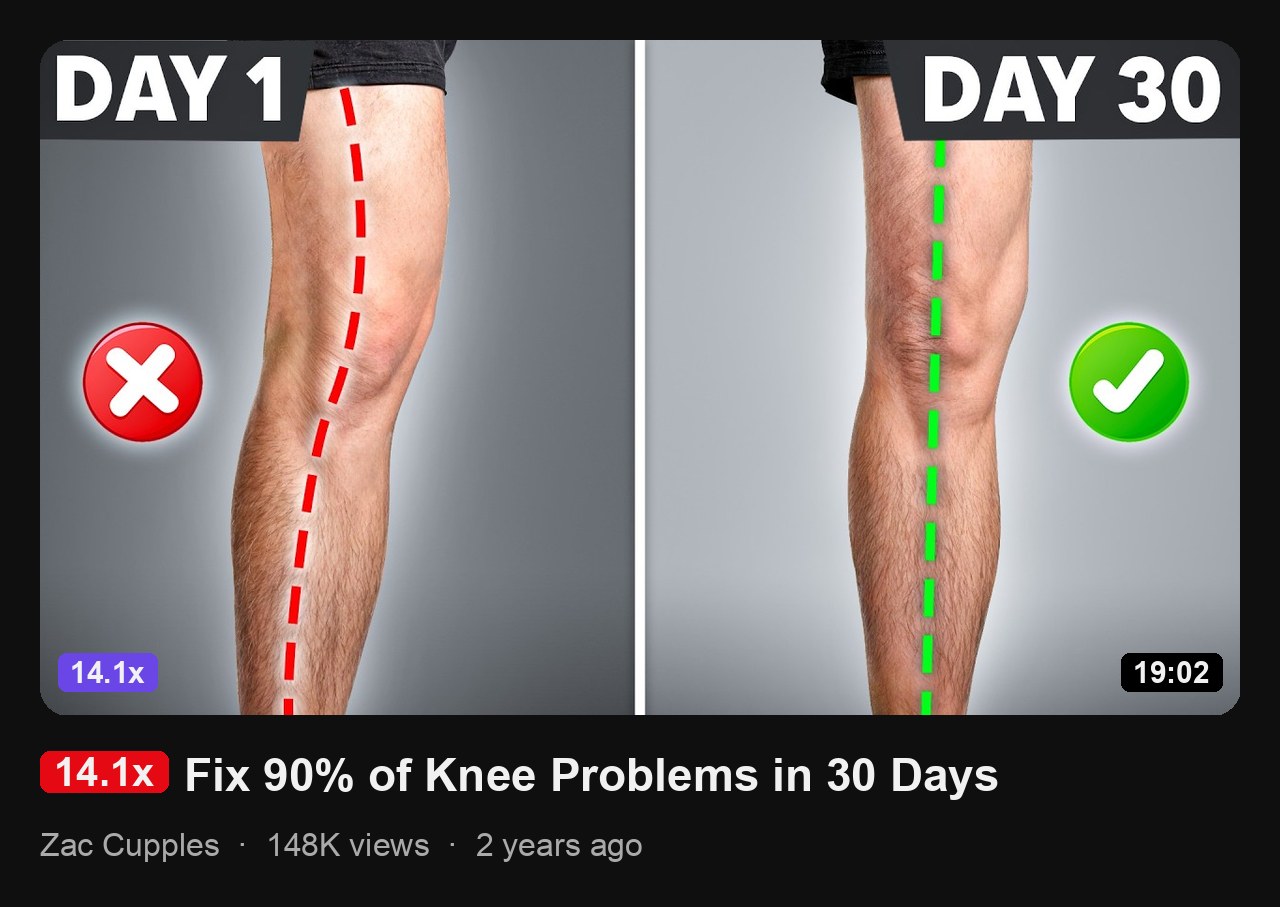 DAY 1
DAY 30
14.1x
19:02
14.1x Fix 90% of Knee Problems in 30 Days
Zac Cupples · 148K views · 2 years ago